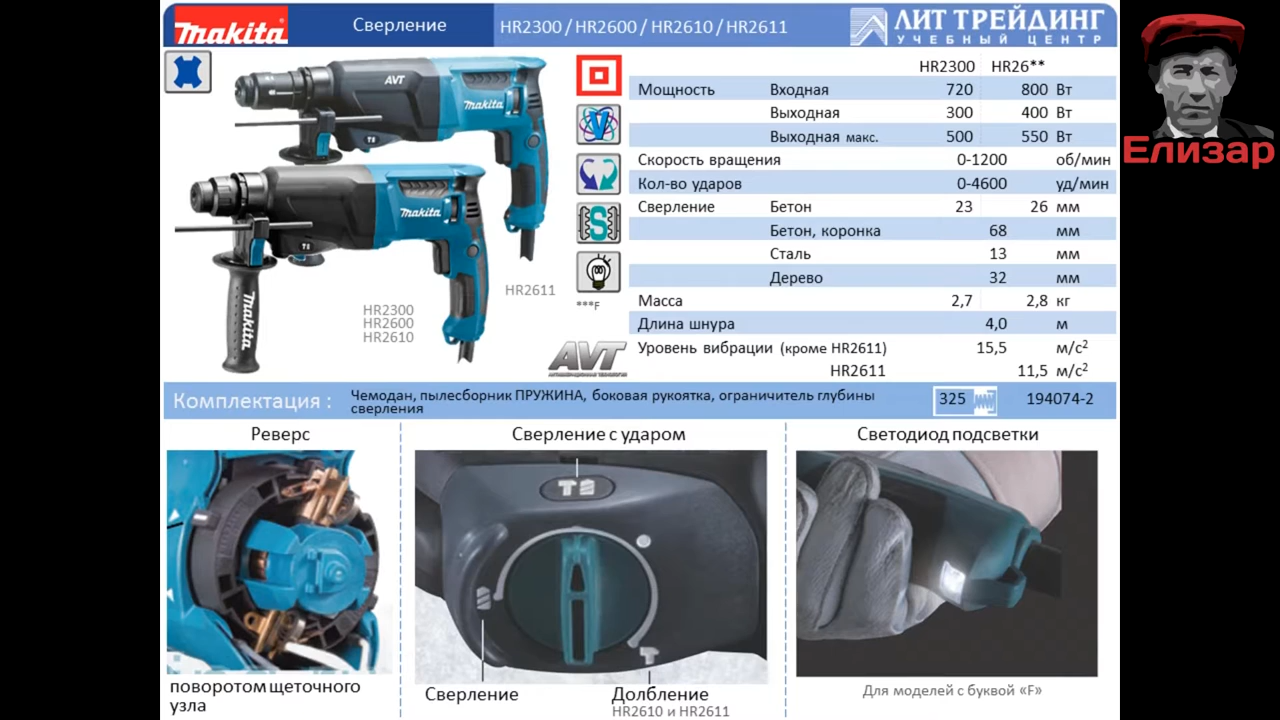 makita
Сверление
HR2300 / HR2600 / HR2610 / HR2611
ЛИТ ТРЕЙДИНГ
УЧЕБНЫЙ ЦЕНТР
Елизар
AVT
makita
makita
makita
HR2611
HR2300
HR2600
HR2610
V
S
***F
AVT
HR2300 HR26**
Мощность Входная 720 800 Вт
Выходная 300 400 Вт
Выходная макс. 500 550 Вт
Скорость вращения 0-1200 об/мин
Кол-во ударов 0-4600 уд/мин
Сверление Бетон 23 26 мм
Бетон, коронка 68 мм
Сталь 13 мм
Дерево 32 мм
Масса 2,7 2,8 кг
Длина шнура 4,0 м
Уровень вибрации (кроме HR2611) 15,5 м/с2
HR2611 11,5 м/с2
Комплектация : Чемодан, пылесборник ПРУЖИНА, боковая рукоятка, ограничитель глубины
сверления
325 194074-2
Реверс
поворотом щеточного
узла
Сверление с ударом
Сверление
Долбление
HR2610 и HR2611
Светодиод подсветки
Для моделей с буквой «F»